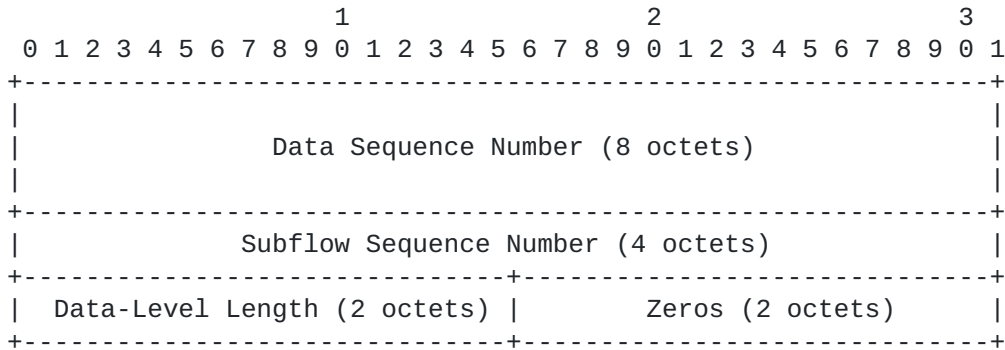 1                   2                   3
 0 1 2 3 4 5 6 7 8 9 0 1 2 3 4 5 6 7 8 9 0 1 2 3 4 5 6 7 8 9 0 1
+---------------------------------------------------------------+
|                                                               |
|                Data Sequence Number (8 octets)                |
|                                                               |
+---------------------------------------------------------------+
|              Subflow Sequence Number (4 octets)               |
+-------------------------------+-------------------------------+
|  Data-Level Length (2 octets) |        Zeros (2 octets)       |
+-------------------------------+-------------------------------+